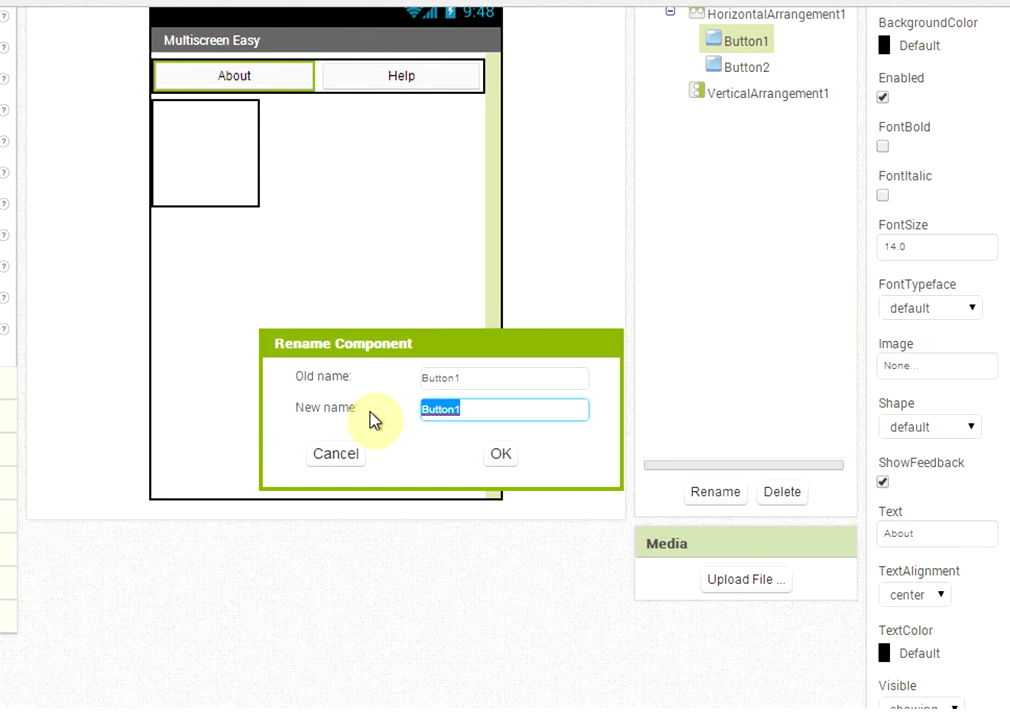 9:48
Multiscreen Easy
About
Help
Rename Component
Old name:
Button1
New name:
Button1
Cancel
OK
HorizontalArrangement1
Button1
Button2
VerticalArrangement1
Rename
Delete
Media
Upload File ...
BackgroundColor
Default
Enabled
FontBold
FontItalic
FontSize
14.0
FontTypeface
default
Image
None...
Shape
default
ShowFeedback
Text
About
TextAlignment
center
TextColor
Default
Visible
showing